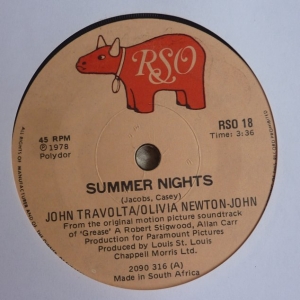 RSO
45 RPM
℗ 1978
Polydor
RSO 18
Time: 3:36
SUMMER NIGHTS
(Jacobs, Casey)
JOHN TRAVOLTA/OLIVIA NEWTON-JOHN
From the original motion picture soundtrack
of 'Grease' A Robert Stigwood, Allan Carr
Production for Paramount Pictures
Produced by Louis St. Louis
Chappell Morris Ltd.
2090 316 (A)
Made in South Africa